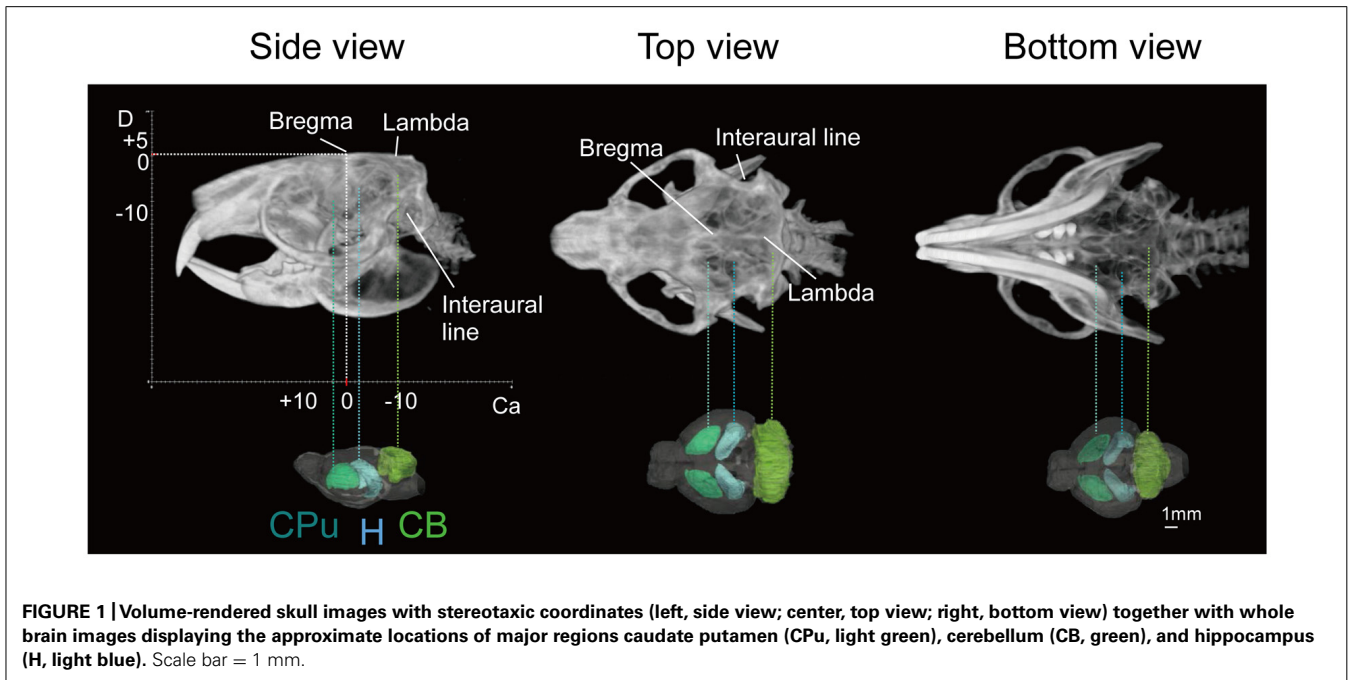 Side view
Top view
Bottom view
D
+5
0
-10
Bregma
Lambda
Interaural
line
+10 0 -10
Ca
Bregma
Interaural line
Lambda
CPu H CB
1mm
FIGURE 1 | Volume-rendered skull images with stereotaxic coordinates (left, side view; center, top view; right, bottom view) together with whole
brain images displaying the approximate locations of major regions caudate putamen (CPu, light green), cerebellum (CB, green), and hippocampus
(H, light blue). Scale bar = 1 mm.